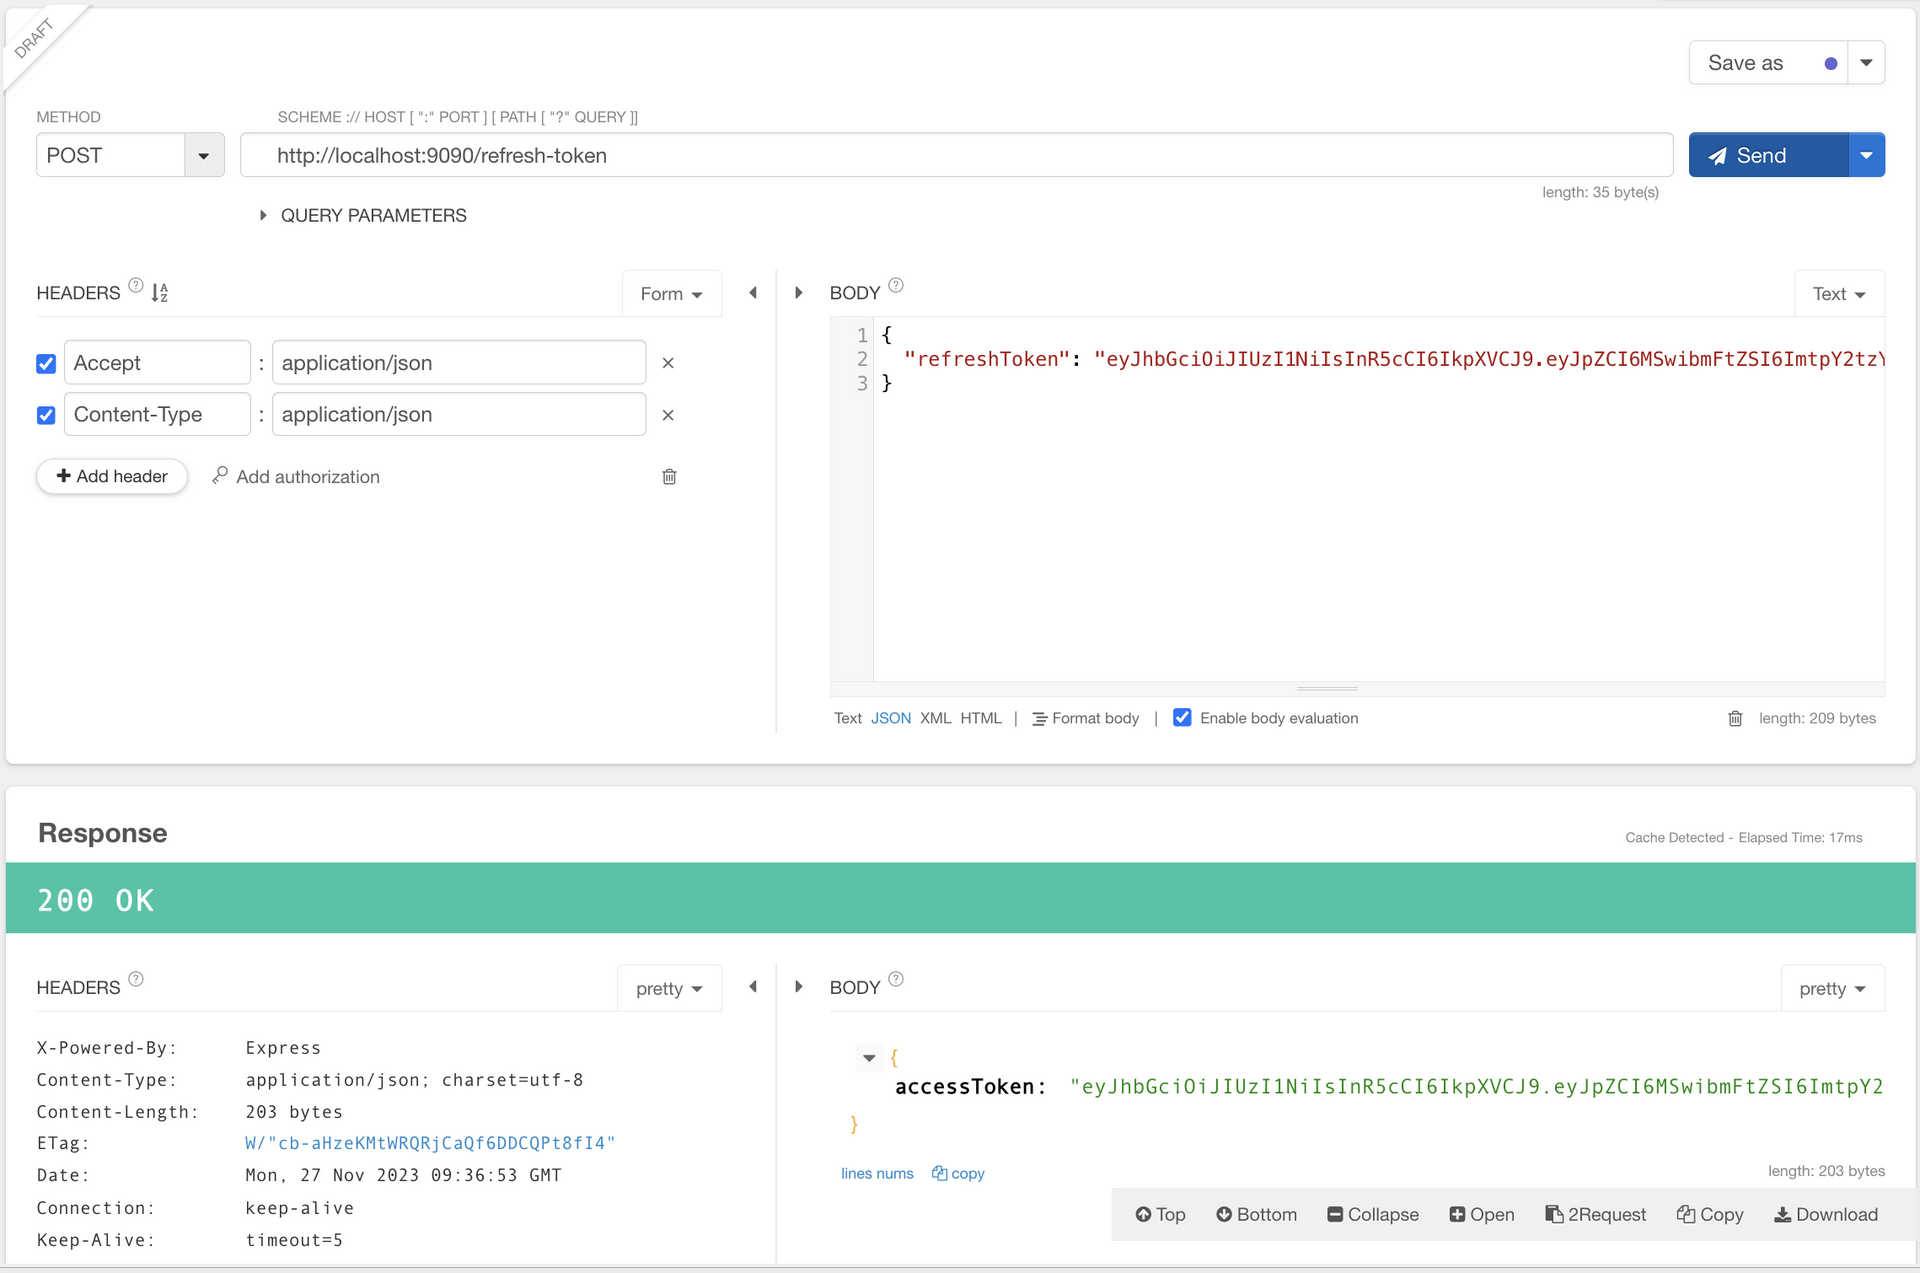 DRAFT
Save as
METHOD
SCHEME :// HOST [ ":" PORT ] [ PATH [ "?" QUERY ]]
POST
http://localhost:9090/refresh-token
Send
length: 35 byte(s)
QUERY PARAMETERS
HEADERS ?
Form
BODY ?
Text
Accept : application/json ×
Content-Type : application/json ×
+ Add header
Add authorization
1 {
2 "refreshToken": "eyJhbGciOiJIUzI1NiIsInR5cCI6IkpXVCJ9.eyJpZCI6MSwibmFtZSI6ImtpY2tzY
3 }
Text JSON XML HTML | Format body | Enable body evaluation
length: 209 bytes
Response
Cache Detected - Elapsed Time: 17ms
200 OK
HEADERS ?
pretty
BODY ?
pretty
X-Powered-By: Express
Content-Type: application/json; charset=utf-8
Content-Length: 203 bytes
ETag: W/"cb-aHzeKMtWRQRjCaQf6DDCQPt8fI4"
Date: Mon, 27 Nov 2023 09:36:53 GMT
Connection: keep-alive
Keep-Alive: timeout=5
{
accessToken: "eyJhbGciOiJIUzI1NiIsInR5cCI6IkpXVCJ9.eyJpZCI6MSwibmFtZSI6ImtpY2
}
lines nums copy
length: 203 bytes
Top Bottom Collapse Open 2Request Copy Download